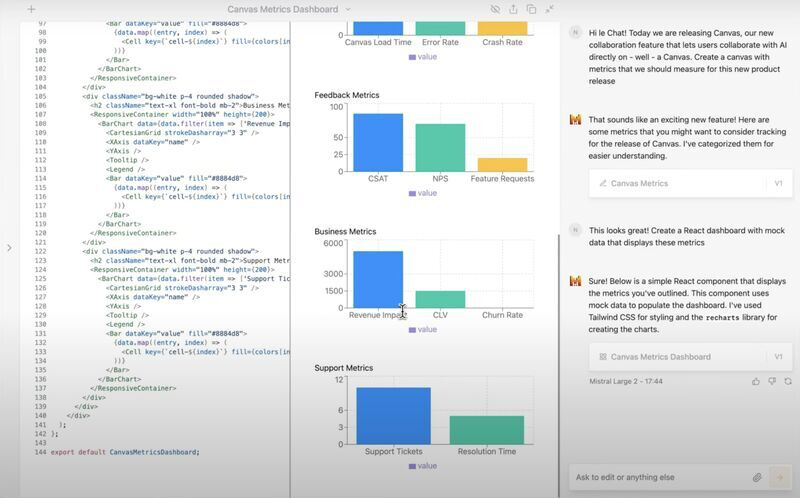 Canvas Metrics Dashboard
97 <Bar dataKey="value" fill="#8884d8">
98 {data.map((entry, index) => (
99 <Cell key={`cell-${index}`} fill={colors[in
100 ))}
101 </Bar>
102 </BarChart>
103 </ResponsiveContainer>
104 </div>
105 <div className="bg-white p-4 rounded shadow">
106 <h2 className="text-xl font-bold mb-2">Business Met
107 <ResponsiveContainer width="100%" height={200}>
108 <BarChart data={data.filter(item => ['Revenue Imp
109 <CartesianGrid strokeDasharray="3 3" />
110 <XAxis dataKey="name" />
111 <YAxis />
112 <Tooltip />
113 <Legend />
114 <Bar dataKey="value" fill="#8884d8">
115 {data.map((entry, index) => (
116 <Cell key={`cell-${index}`} fill={colors[in
117 ))}
118 </Bar>
119 </BarChart>
120 </ResponsiveContainer>
121 </div>
122 <div className="bg-white p-4 rounded shadow">
123 <h2 className="text-xl font-bold mb-2">Support Metr
124 <ResponsiveContainer width="100%" height={200}>
125 <BarChart data={data.filter(item => ['Support Tic
126 <CartesianGrid strokeDasharray="3 3" />
127 <XAxis dataKey="name" />
128 <YAxis />
129 <Tooltip />
130 <Legend />
131 <Bar dataKey="value" fill="#8884d8">
132 {data.map((entry, index) => (
133 <Cell key={`cell-${index}`} fill={colors[in
134 ))}
135 </Bar>
136 </BarChart>
137 </ResponsiveContainer>
138 </div>
139 </div>
140 </div>
141 );
142 };
143
144 export default CanvasMetricsDashboard;
0
Canvas Load Time Error Rate Crash Rate
value
Feedback Metrics
100
50
25
0
CSAT NPS Feature Requests
value
Business Metrics
6000
3000
1500
0
Revenue Impact CLV Churn Rate
value
Support Metrics
12
6
3
0
Support Tickets Resolution Time
value
N
Hi le Chat! Today we are releasing Canvas, our new
collaboration feature that lets users collaborate with AI
directly on - well - a Canvas. Create a canvas with
metrics that we should measure for this new product
release
That sounds like an exciting new feature! Here are
some metrics that you might want to consider tracking
for the release of Canvas. I've categorized them for
easier understanding.
Canvas Metrics V1
N
This looks great! Create a React dashboard with mock
data that displays these metrics
Sure! Below is a simple React component that displays
the metrics you've outlined. This component uses
mock data to populate the dashboard. I've used
Tailwind CSS for styling and the recharts library for
creating the charts.
Canvas Metrics Dashboard V1
Mistral Large 2 - 17:44
Ask to edit or anything else